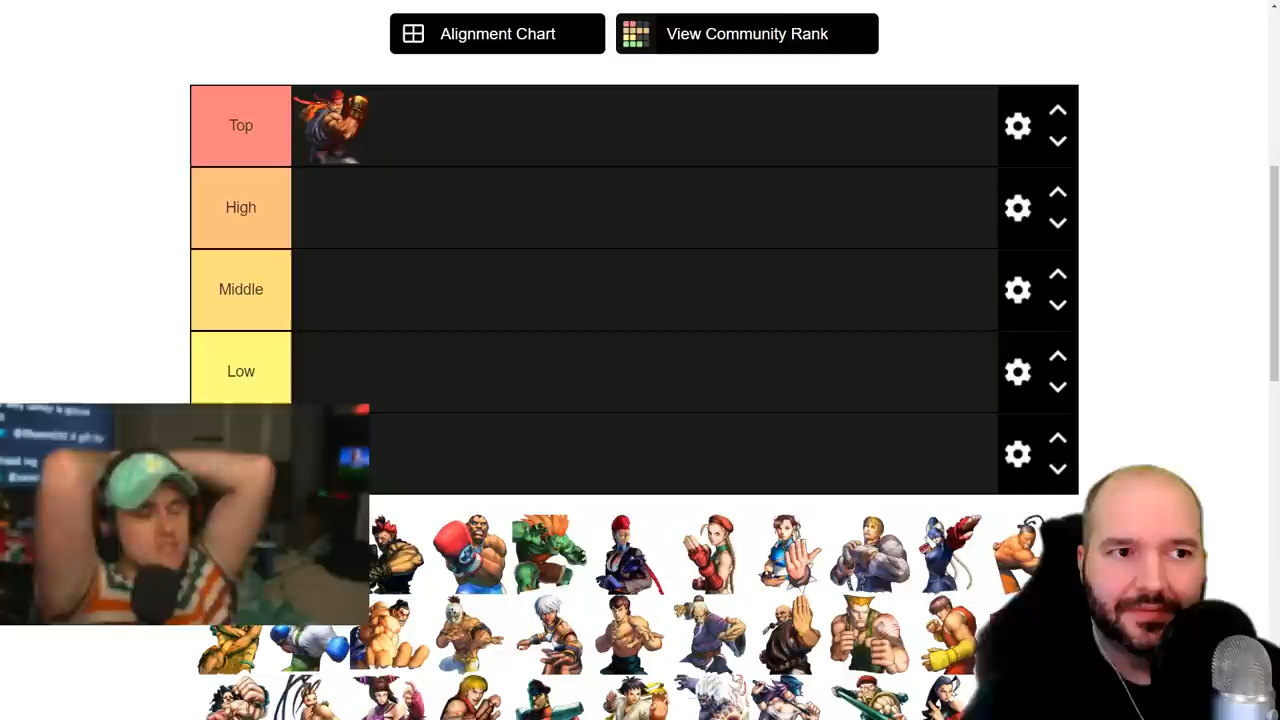 Alignment Chart
View Community Rank
Top
High
Middle
Low